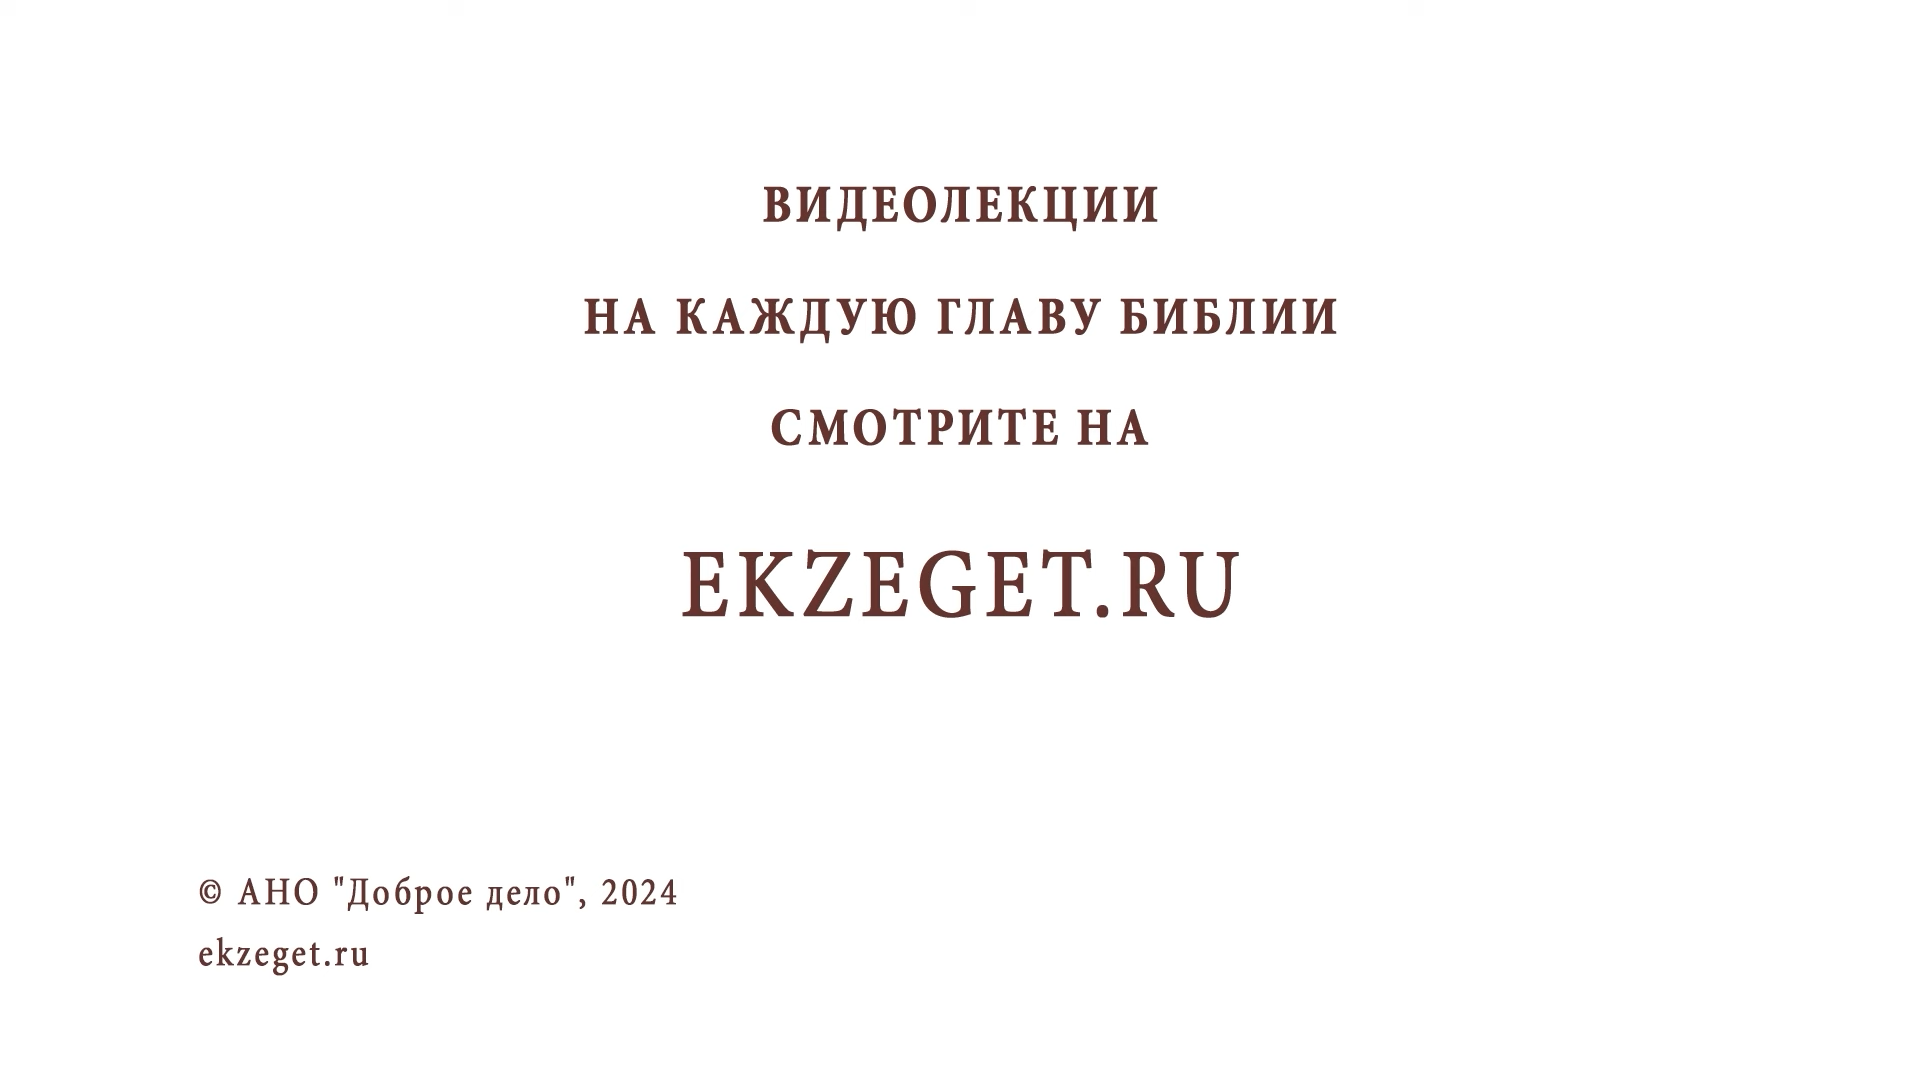 ВИДЕОЛЕКЦИИ
НА КАЖДУЮ ГЛАВУ БИБЛИИ
СМОТРИТЕ НА
EKZEGET.RU
© АНО "Доброе дело", 2024
ekzeget.ru